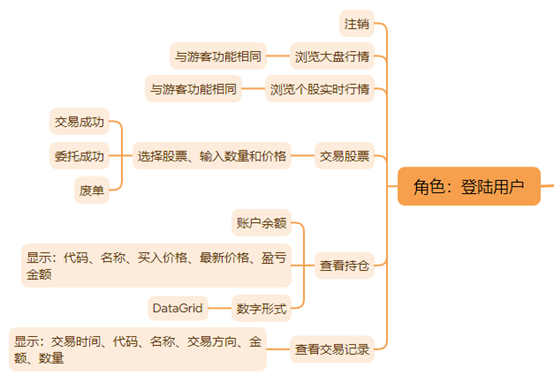 注销
与游客功能相同
浏览大盘行情
与游客功能相同
浏览个股实时行情
交易成功
委托成功
废单
选择股票、输入数量和价格
交易股票
角色：登陆用户
账户余额
显示：代码、名称、买入价格、最新价格、盈亏
金额
查看持仓
DataGrid
数字形式
显示：交易时间、代码、名称、交易方向、金
额、数量
查看交易记录